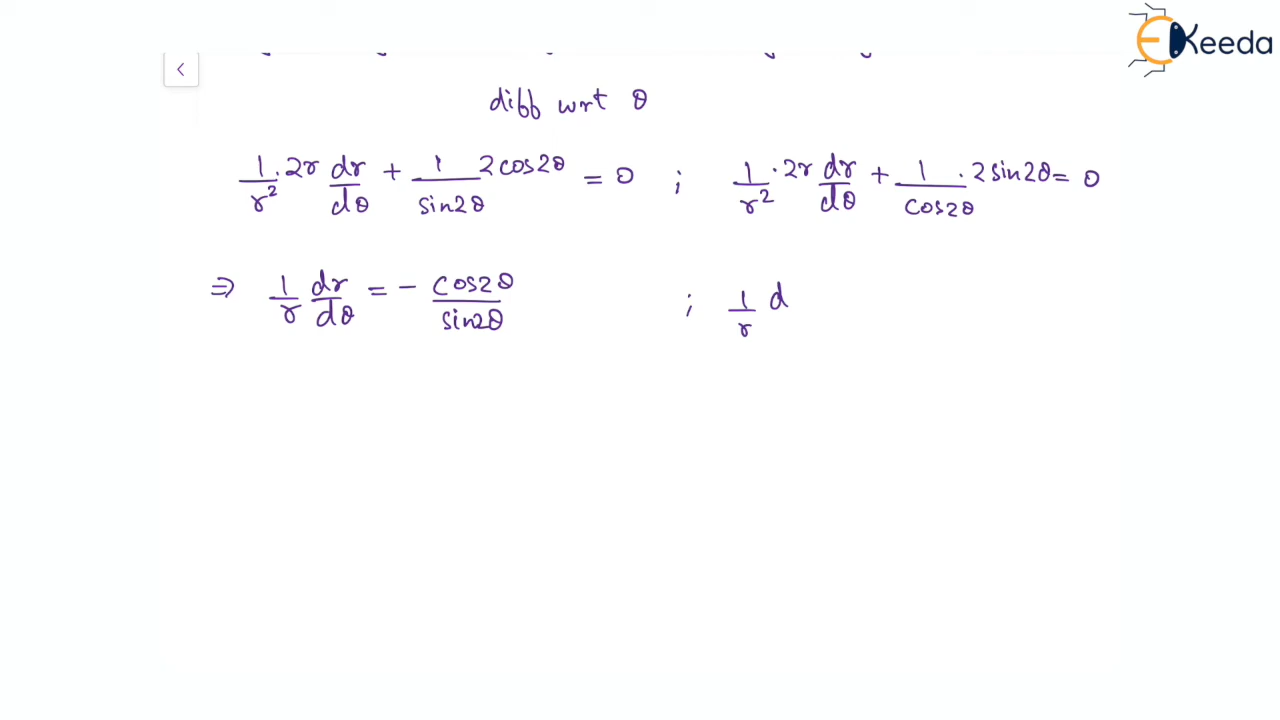 EKeeda
diff wrt θ
1/r² · 2r dr/dθ + 1/sin2θ 2cos2θ = 0 ; 1/r² · 2r dr/dθ + 1/cos2θ · 2sin2θ = 0
⇒ 1/r dr/dθ = - cos2θ/sin2θ ; 1/r d